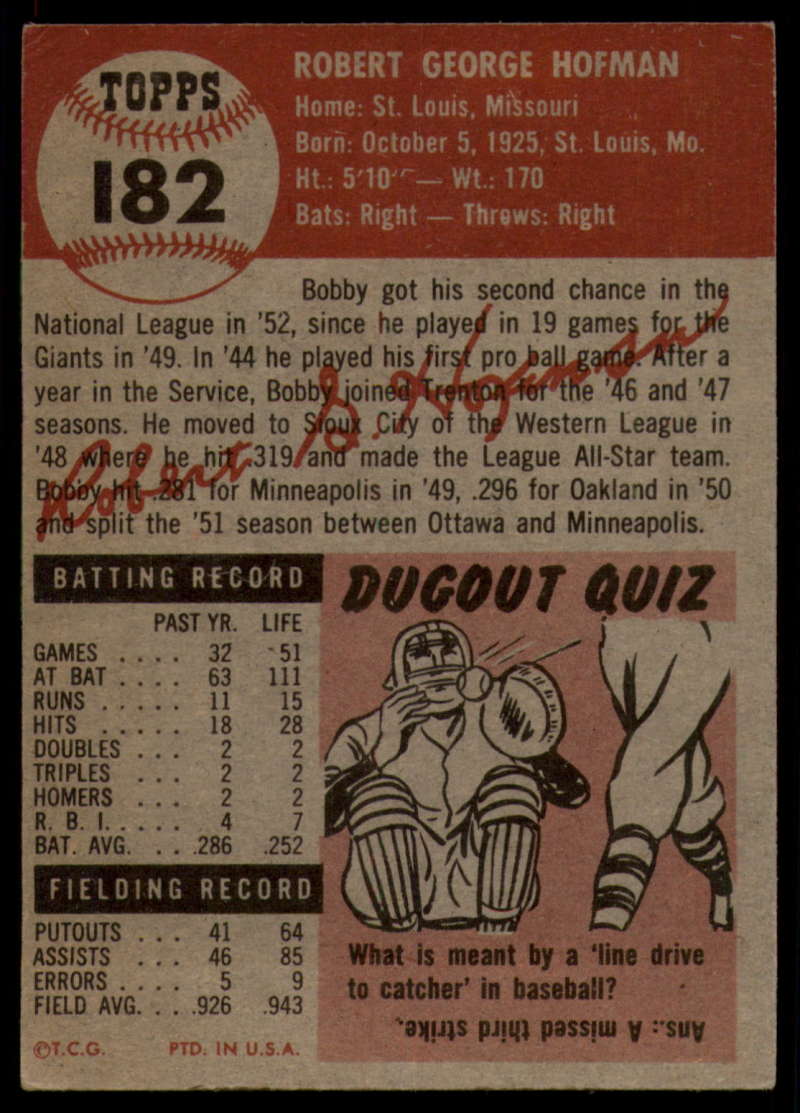 TOPPS
182
ROBERT GEORGE HOFMAN
Home: St. Louis, Missouri
Born: October 5, 1925, St. Louis, Mo.
Ht.: 5'10" — Wt.: 170
Bats: Right — Throws: Right
Bobby got his second chance in the
National League in '52, since he played in 19 games for the
Giants in '49. In '44 he played his first pro ball game. After a
year in the Service, Bobby joined Trenton for the '46 and '47
seasons. He moved to Sioux City of the Western League in
'48 where he hit .319 and made the League All-Star team.
Bobby hit .281 for Minneapolis in '49, .296 for Oakland in '50
and split the '51 season between Ottawa and Minneapolis.
Robert G. Hofman
BATTING RECORD
PAST YR. LIFE
GAMES . . . . 32 51
AT BAT . . . . 63 111
RUNS . . . . . 11 15
HITS . . . . . 18 28
DOUBLES . . . 2 2
TRIPLES . . . 2 2
HOMERS . . . 2 2
R. B. I. . . . . 4 7
BAT. AVG. . . .286 .252
FIELDING RECORD
PUTOUTS . . . 41 64
ASSISTS . . . 46 85
ERRORS . . . . 5 9
FIELD AVG. . . .926 .943
©T.C.G. PTD. IN U.S.A.
DUGOUT QUIZ
What is meant by a 'line drive
to catcher' in baseball?
Ans.: A missed third strike.